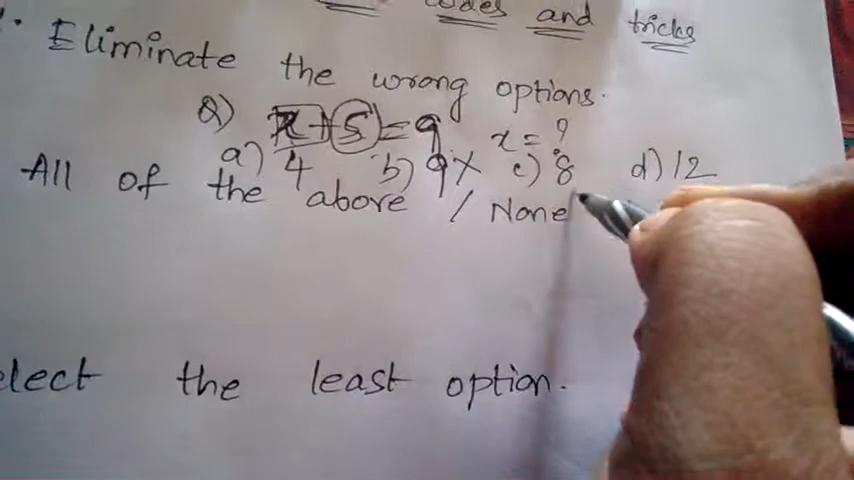 codes and tricks
Eliminate the wrong options.
Q) x+5=9 x=?
a) 4 b) 9 x c) 8 d) 12
All of the above / None
elect the least option.